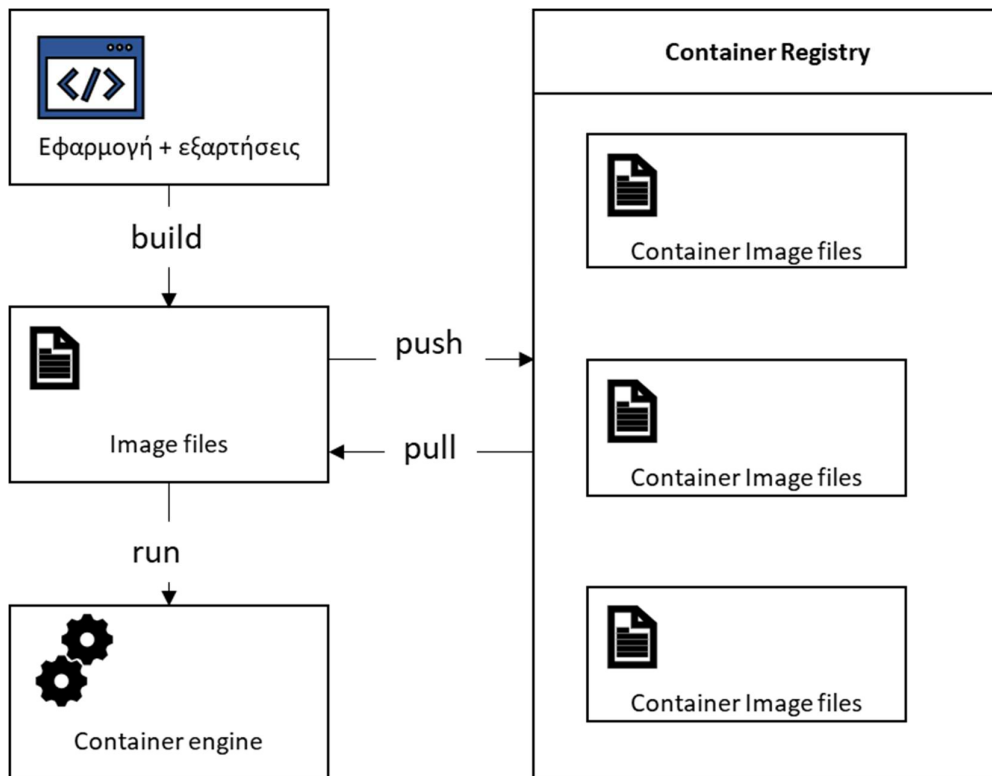 Εφαρμογή + εξαρτήσεις
build
Image files
run
Container engine
push
pull
Container Registry
Container Image files
Container Image files
Container Image files